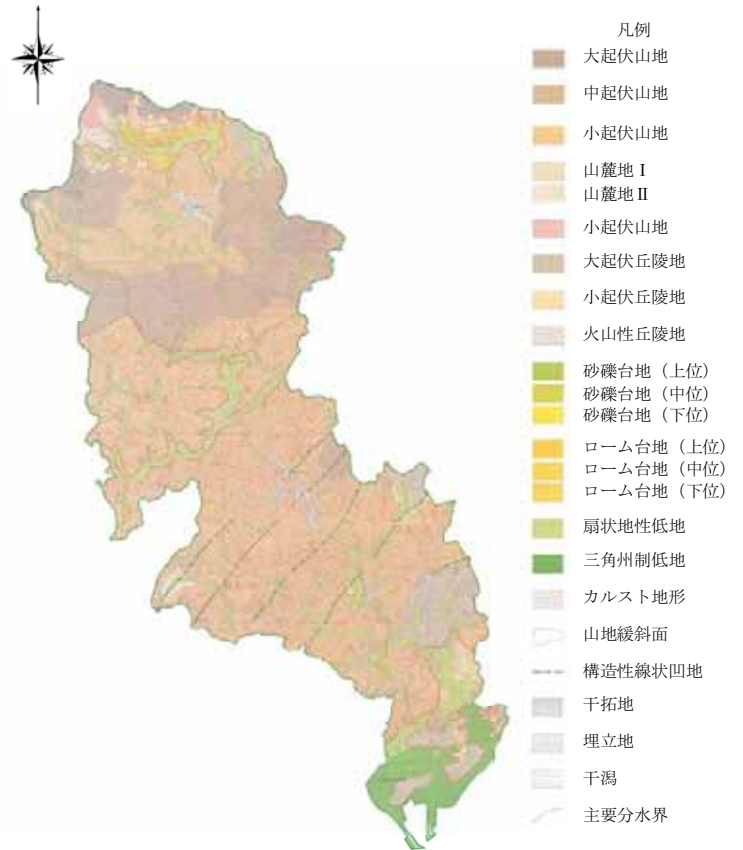 凡例
大起伏山地
中起伏山地
小起伏山地
山麓地Ⅰ
山麓地Ⅱ
小起伏山地
大起伏丘陵地
小起伏丘陵地
火山性丘陵地
砂礫台地（上位）
砂礫台地（中位）
砂礫台地（下位）
ローム台地（上位）
ローム台地（中位）
ローム台地（下位）
扇状地性低地
三角州制低地
カルスト地形
山地緩斜面
構造性線状凹地
干拓地
埋立地
干潟
主要分水界